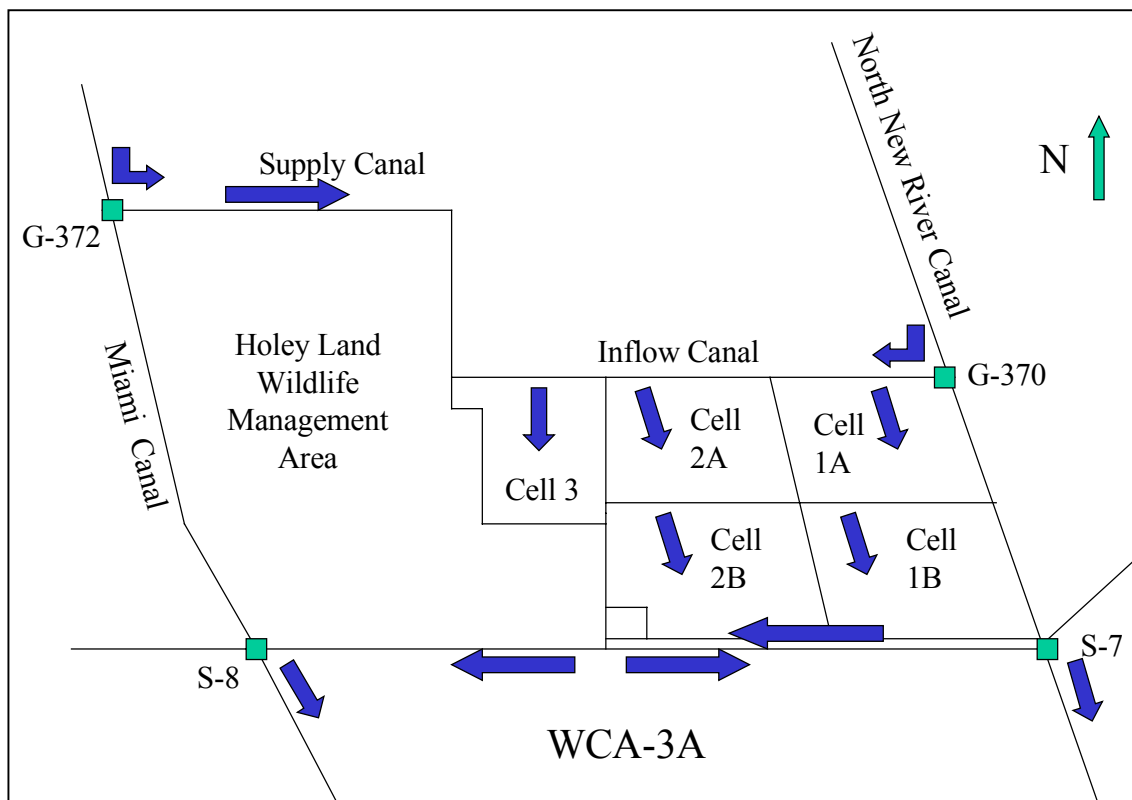 North New River Canal
N
Supply Canal
G-372
Miami Canal
Holey Land
Wildlife
Management
Area
Inflow Canal
G-370
Cell
2A
Cell
1A
Cell 3
Cell
2B
Cell
1B
S-8
S-7
WCA-3A